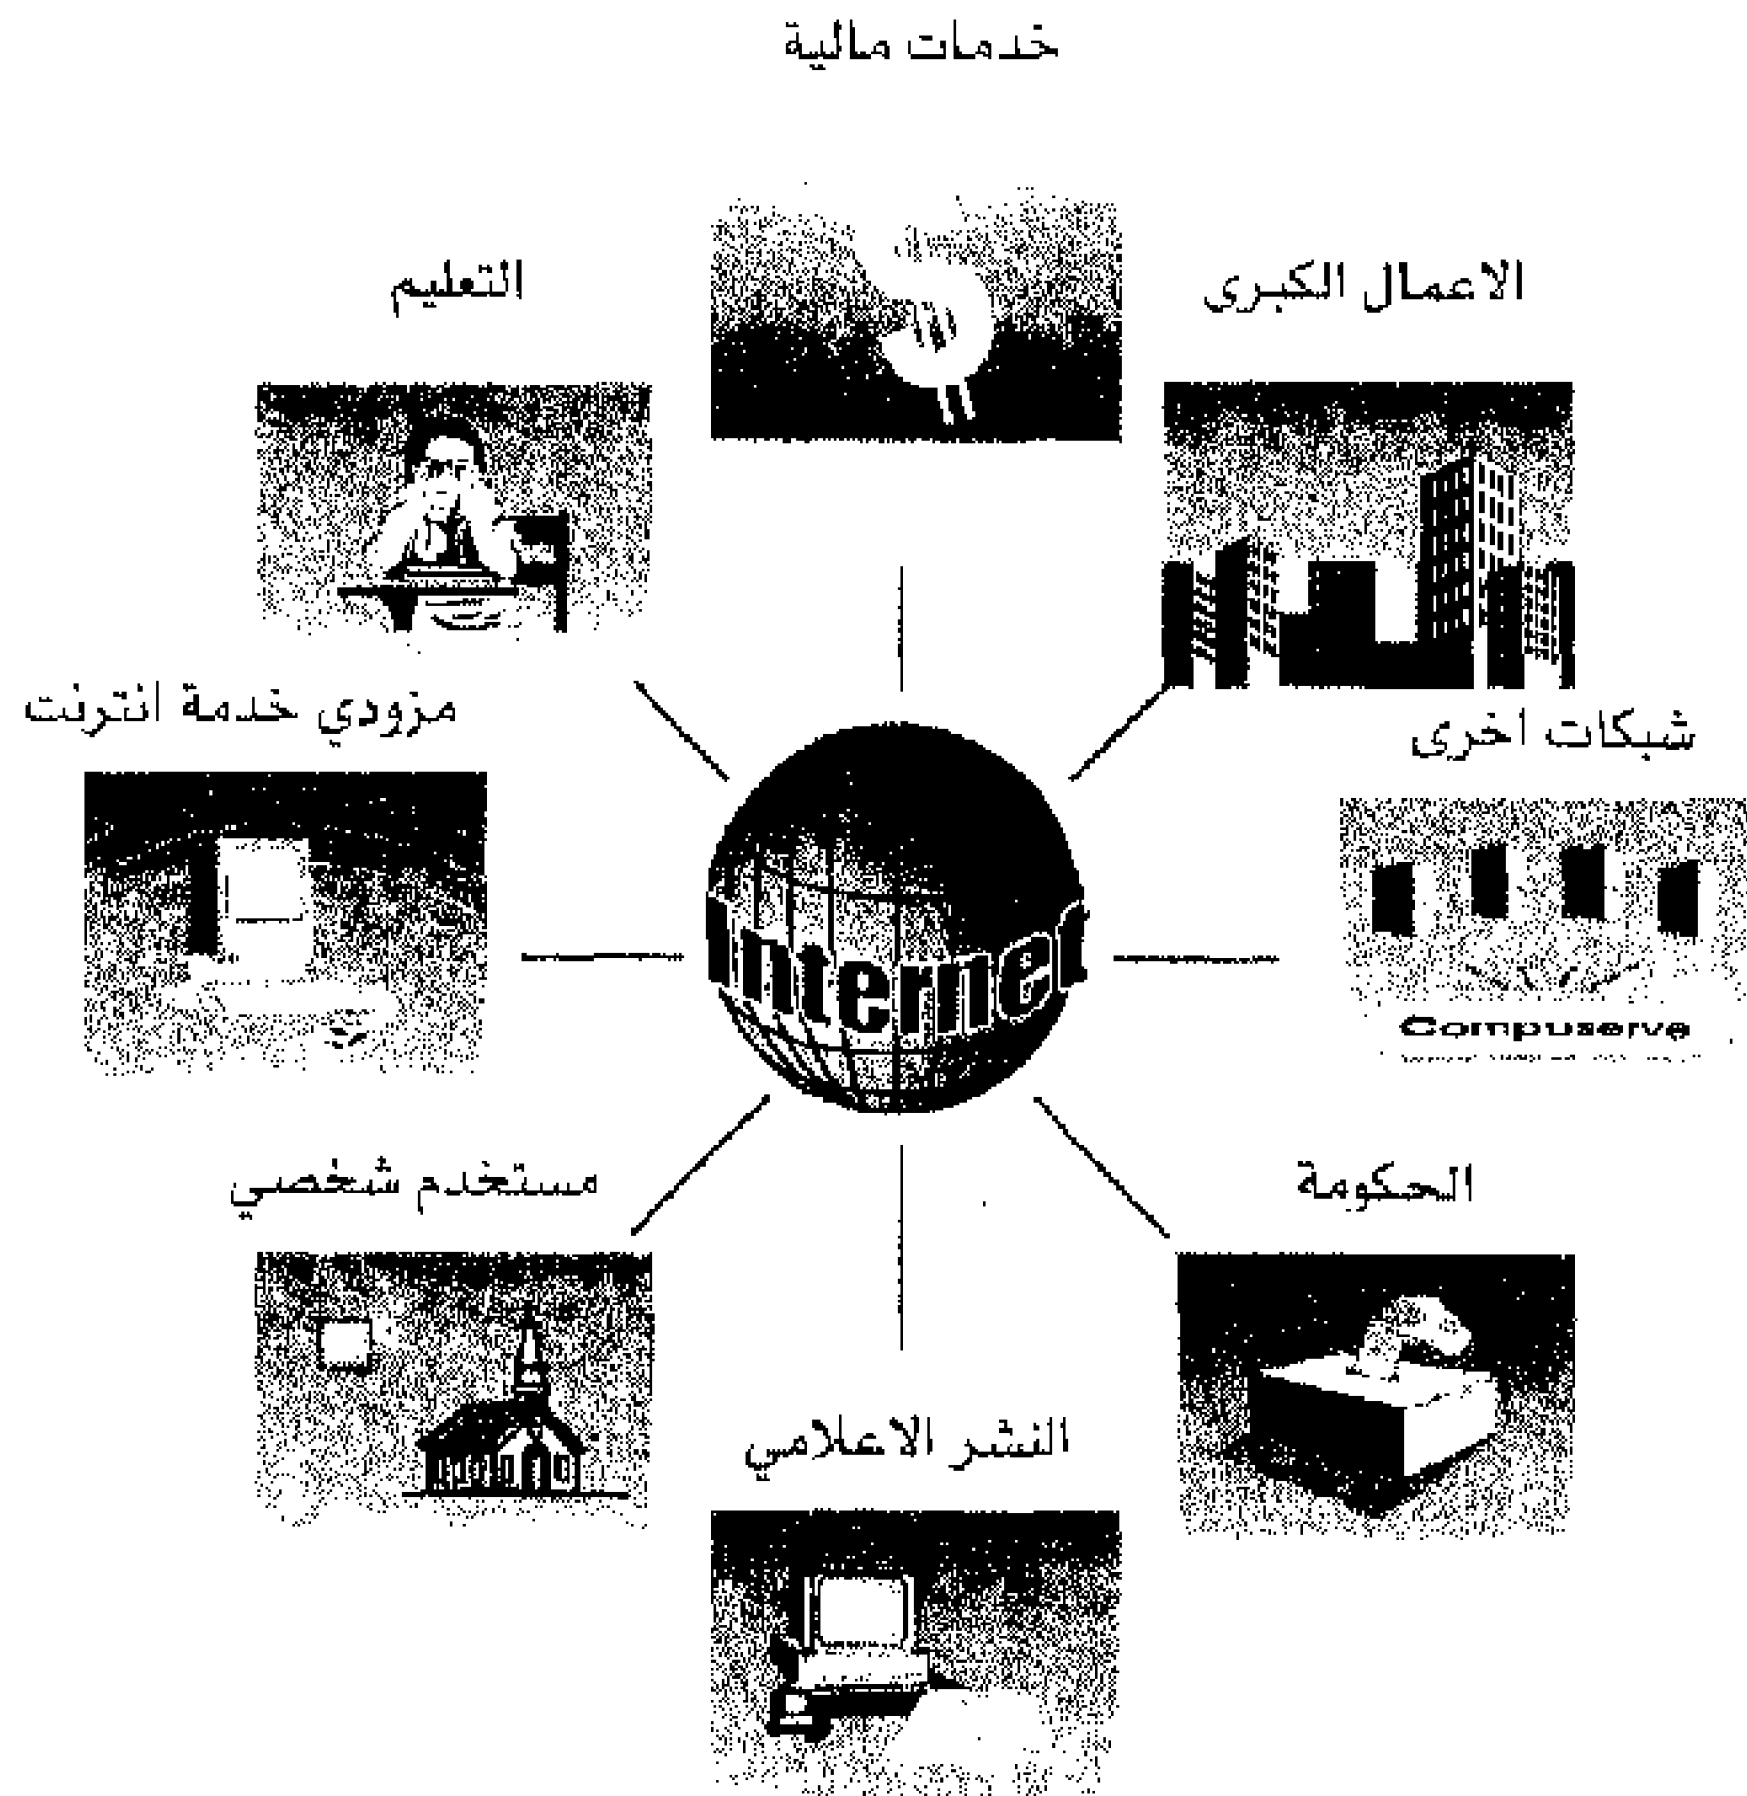 خدمات مالية
الاعمال الكبرى
التعليم
شبكات اخرى
مزودي خدمة انترنت
Internet
Compuserve
الحكومة
مستخدم شخصي
النشر الاعلامي